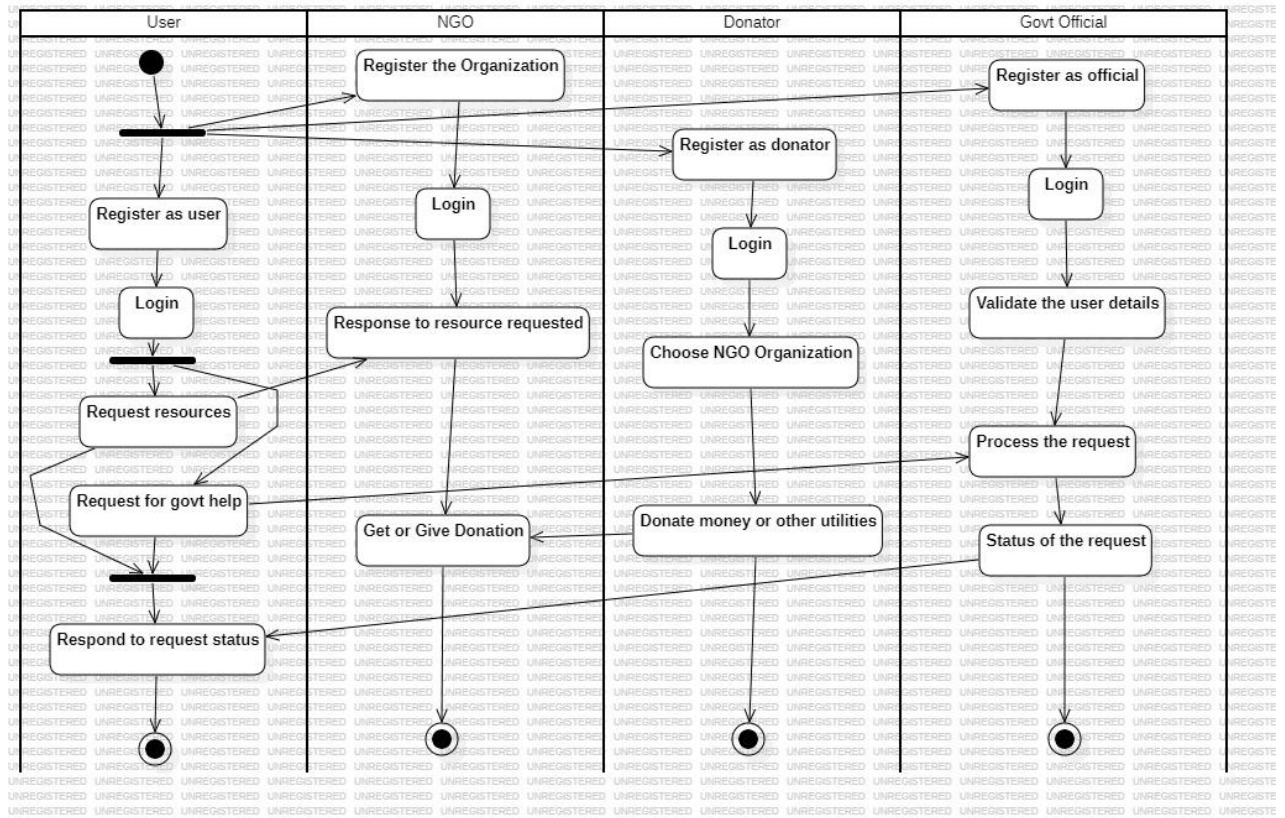 User
NGO
Donator
Govt Official
Register the Organization
Register as official
Register as donator
Login
Login
Register as user
Login
Login
Validate the user details
Response to resource requested
Choose NGO Organization
Request resources
Process the request
Request for govt help
Get or Give Donation
Donate money or other utilities
Status of the request
Respond to request status
UNREGISTERED